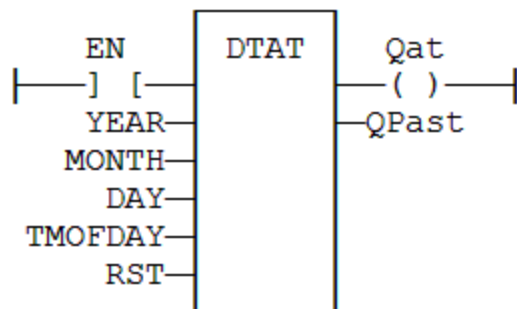 EN DTAT Qat
] [ ( )
YEAR QPast
MONTH
DAY
TMOFDAY
RST